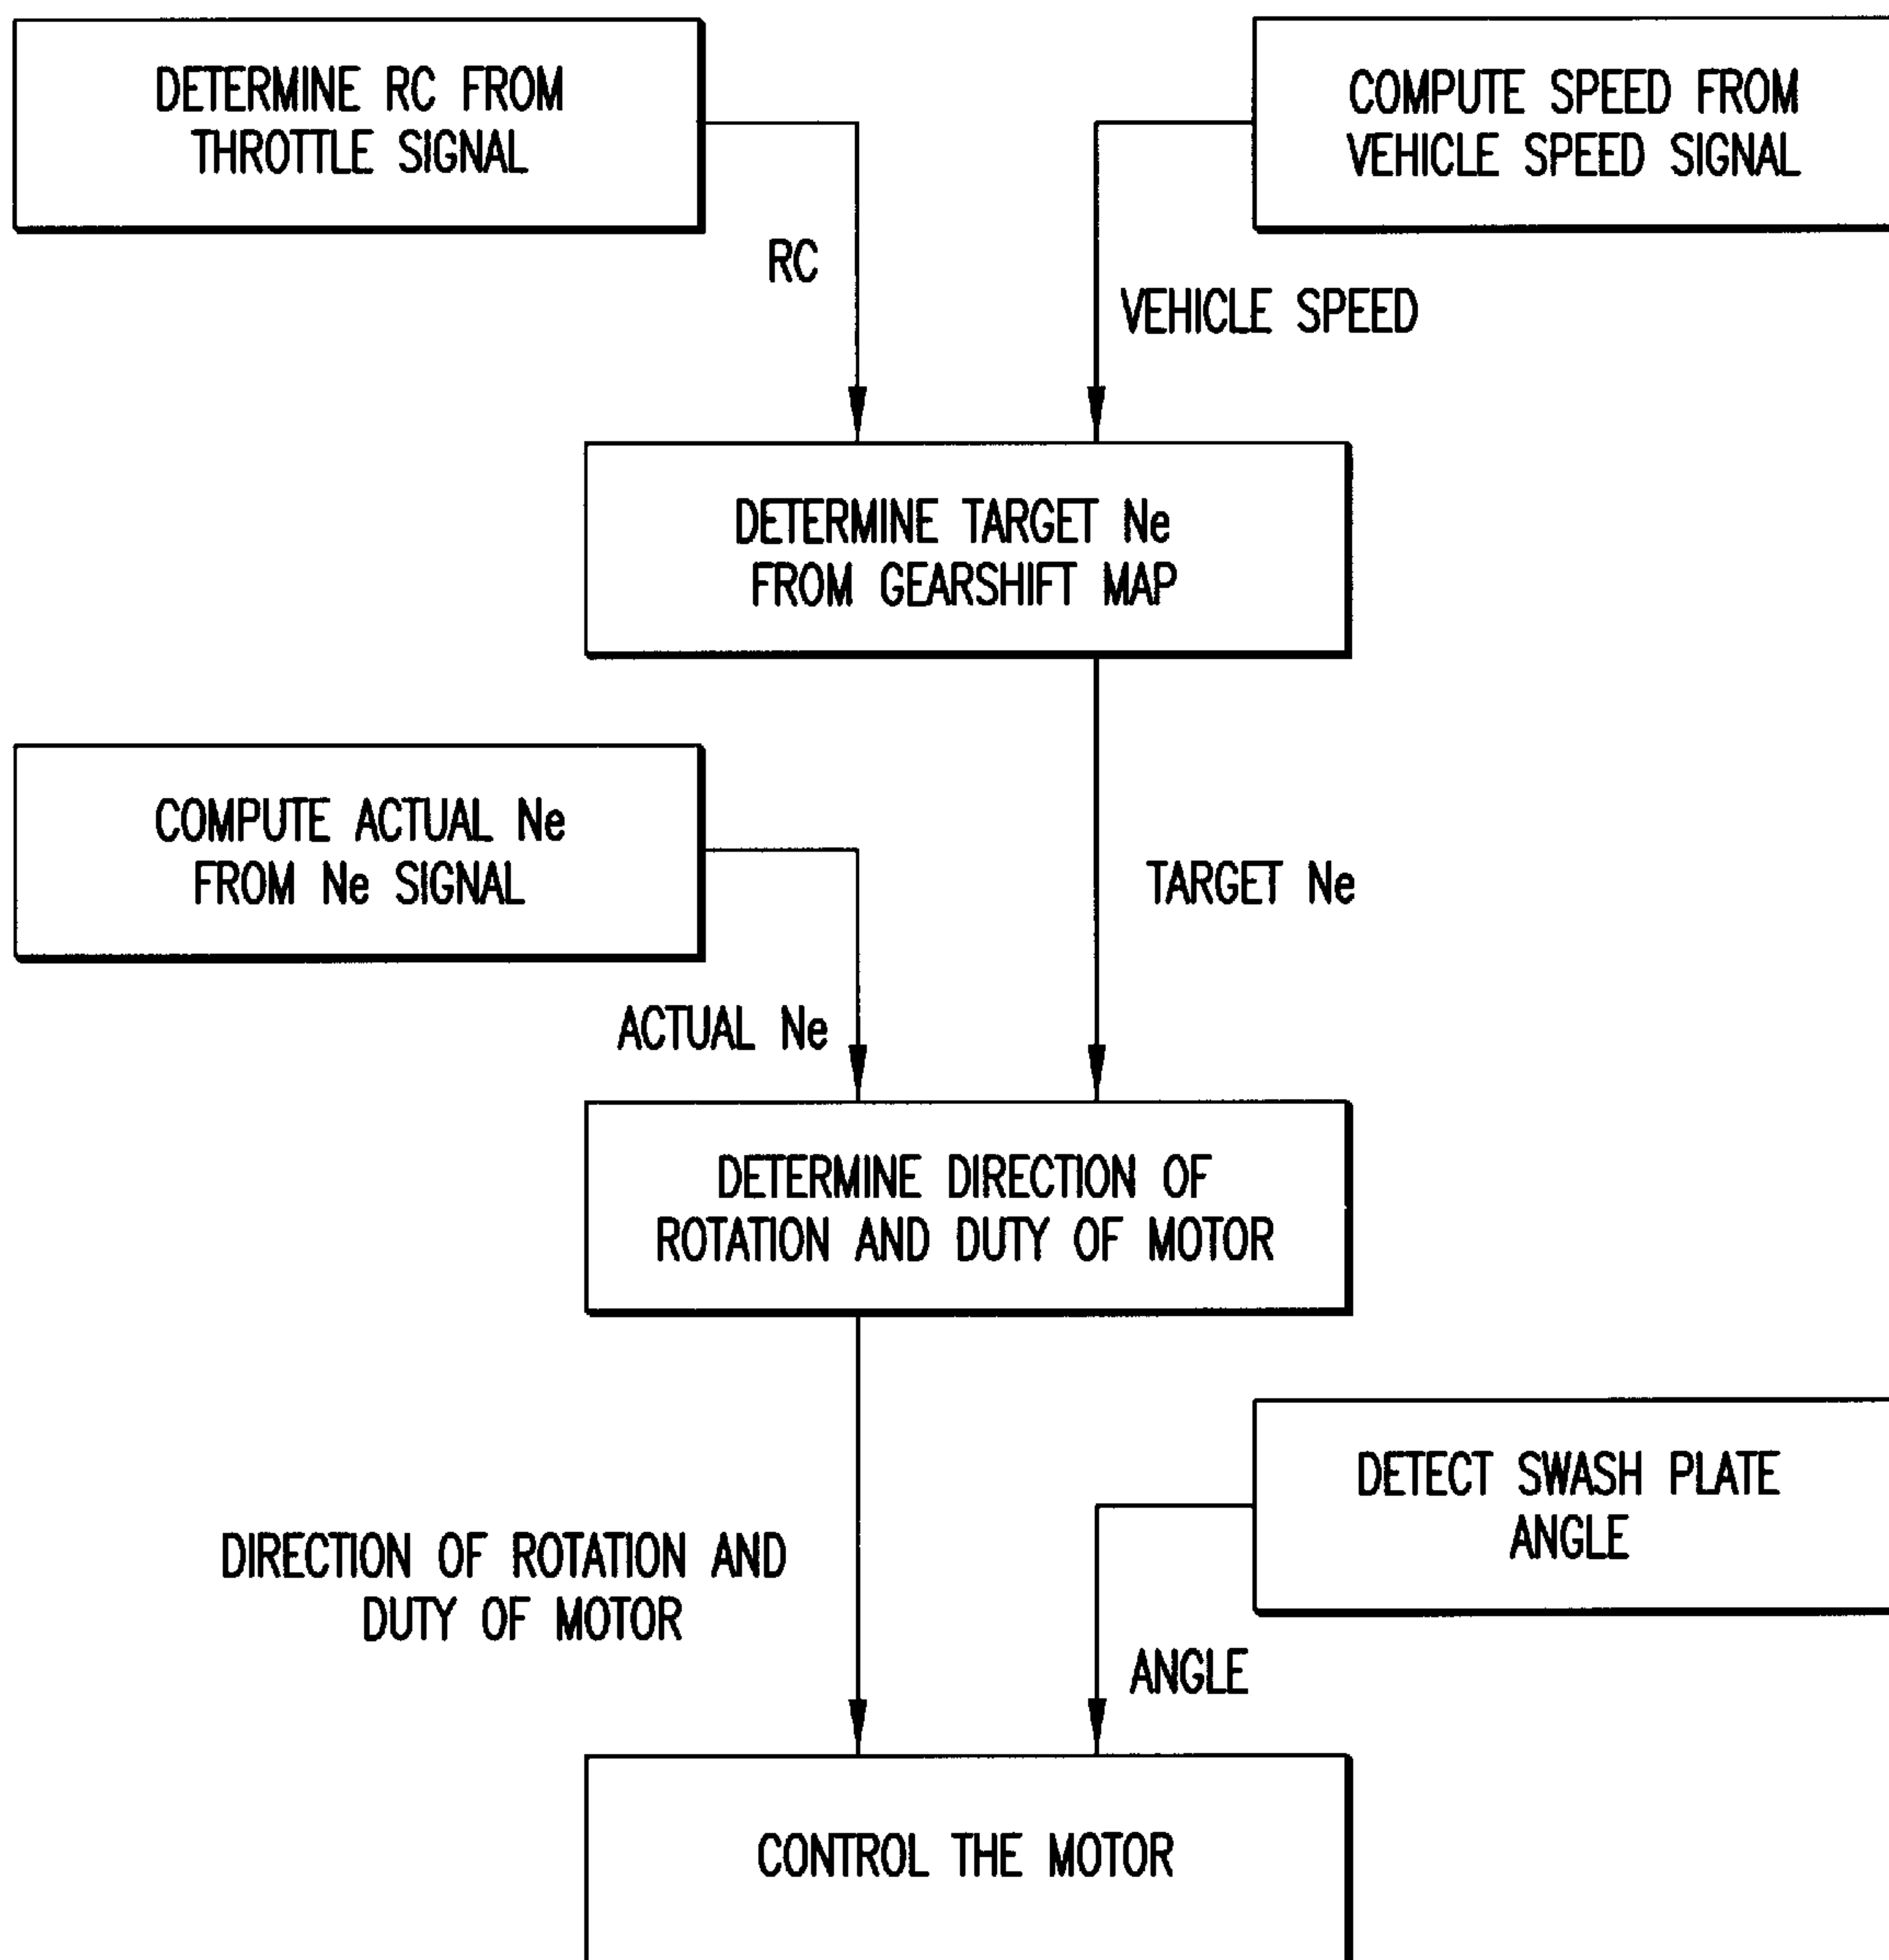 DETERMINE RC FROM
THROTTLE SIGNAL
COMPUTE SPEED FROM
VEHICLE SPEED SIGNAL
RC
VEHICLE SPEED
DETERMINE TARGET Ne
FROM GEARSHIFT MAP
COMPUTE ACTUAL Ne
FROM Ne SIGNAL
TARGET Ne
ACTUAL Ne
DETERMINE DIRECTION OF
ROTATION AND DUTY OF MOTOR
DETECT SWASH PLATE
ANGLE
DIRECTION OF ROTATION AND
DUTY OF MOTOR
ANGLE
CONTROL THE MOTOR